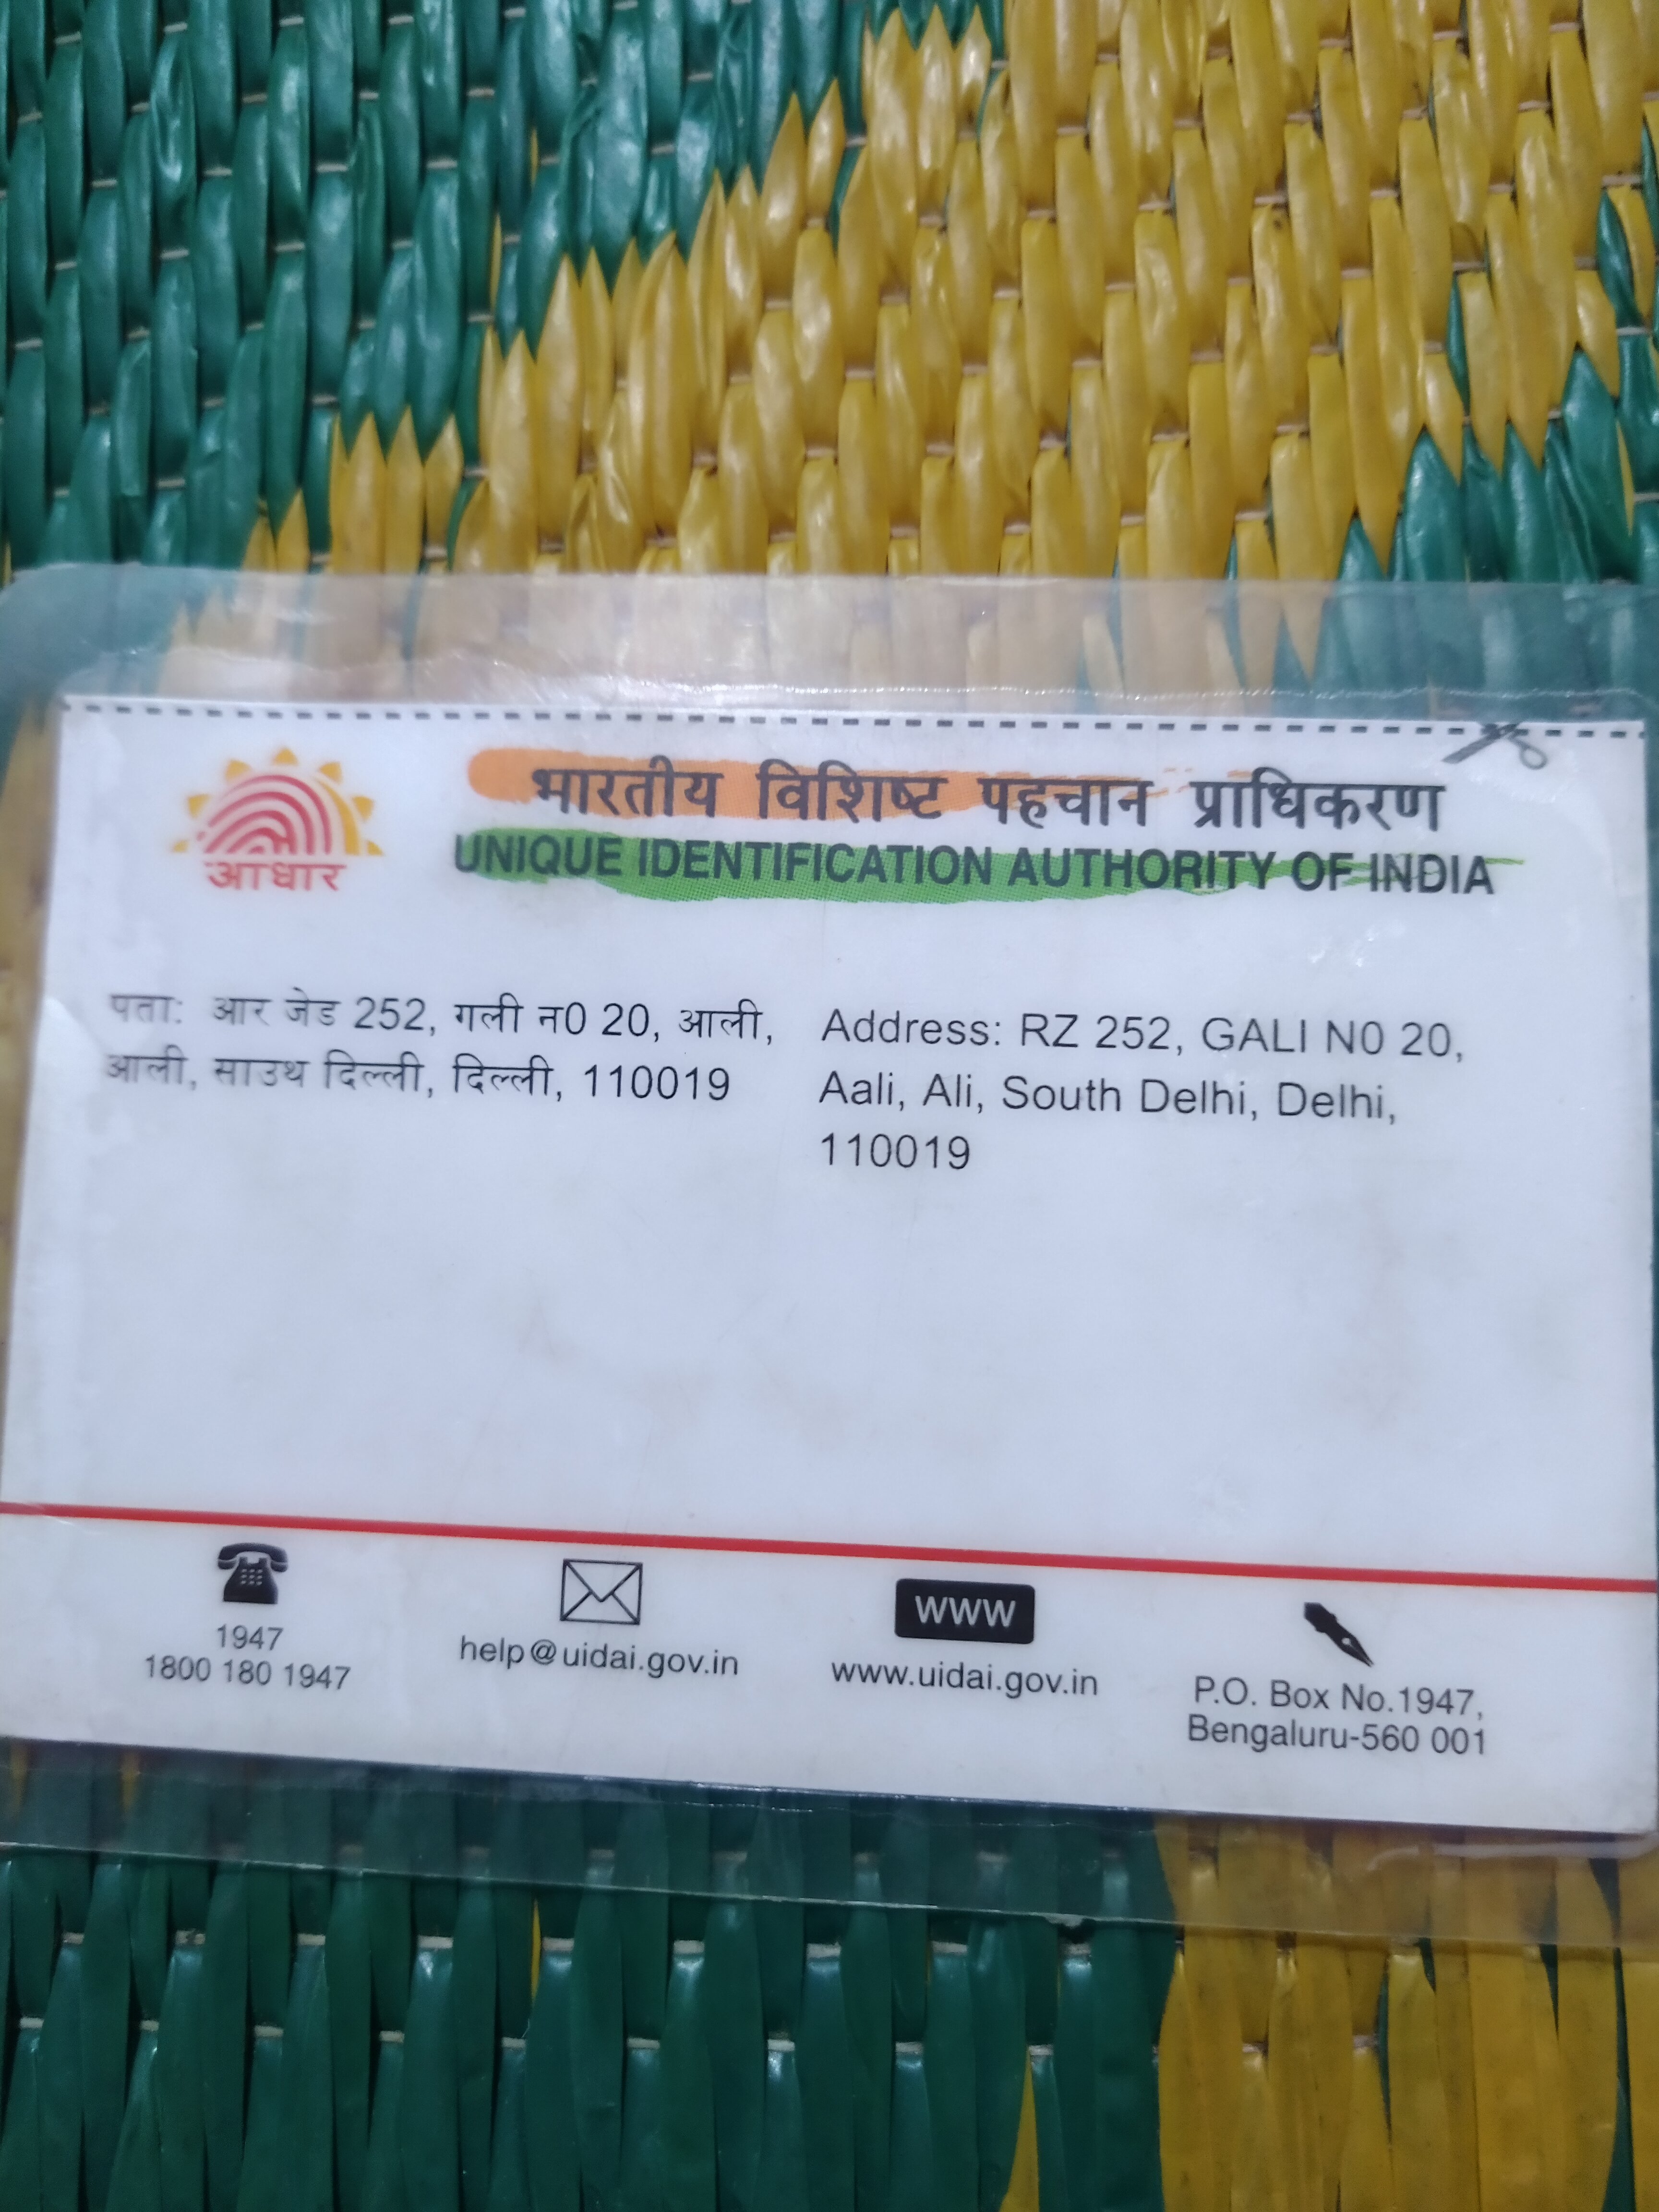 आधार
भारतीय विशिष्ट पहचान प्राधिकरण
UNIQUE IDENTIFICATION AUTHORITY OF INDIA
पता: आर जेड 252, गली न0 20, आली,
आली, साउथ दिल्ली, दिल्ली, 110019
Address: RZ 252, GALI N0 20,
Aali, Ali, South Delhi, Delhi,
110019
1947
1800 180 1947
help@uidai.gov.in
WWW
www.uidai.gov.in
P.O. Box No.1947,
Bengaluru-560 001